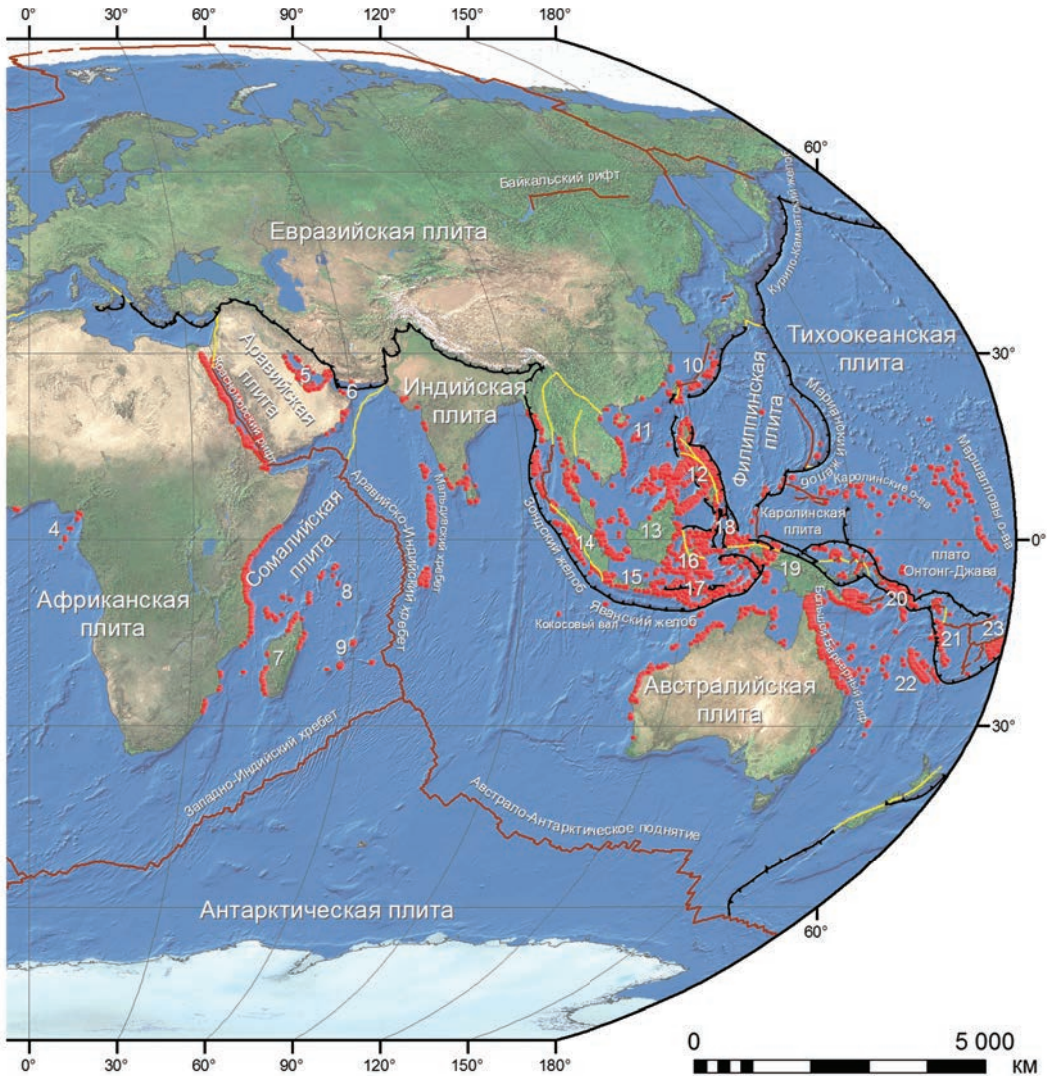 0° 30° 60° 90° 120° 150° 180°
60°
Байкальский рифт
Евразийская плита
Курило-Камчатский желоб
Тихоокеанская
плита
30°
Аравийская
плита
5
6
Красноморский рифт
Индийская
плита
10
11
Филиппинская
плита
Марианский желоб
Маршалловы о-ва
Каролинские о-ва
Каролинская
плита
12
4
Сомалийская
плита
Аравийско-Индийский хребет
Мальдивский хребет
Зондский желоб
13
14
15
16
17
18
19
0°
плато
Онтонг-Джава
Африканская
плита
8
7
9
Яванский желоб
Кокосовый вал
20
21
22
23
Большой Барьерный риф
Австралийская
плита
30°
Западно-Индийский хребет
Австрало-Антарктическое поднятие
Антарктическая плита
60°
0° 30° 60° 90° 120° 150° 180°
0 5 000
км